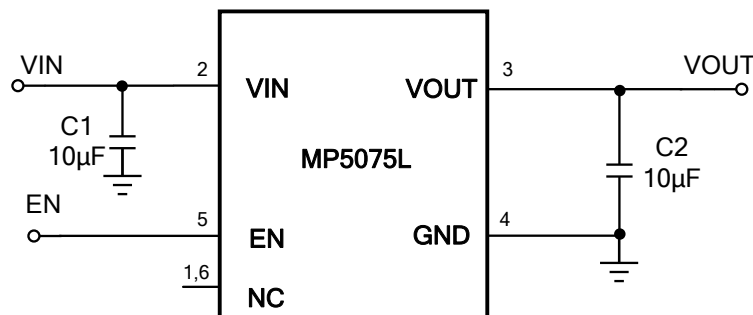 VIN
2
3
VOUT
VIN
VOUT
C1
10µF
MP5075L
C2
10µF
EN
5
4
EN
GND
1,6
NC